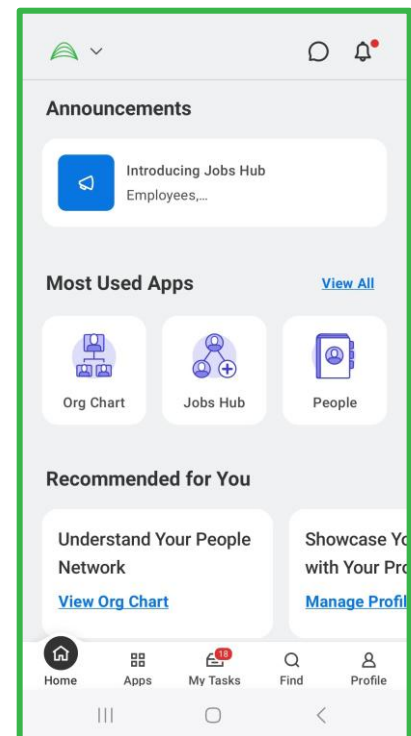 Announcements
Introducing Jobs Hub
Employees,...
Most Used Apps
View All
Org Chart
Jobs Hub
People
Recommended for You
Understand Your People
Network
View Org Chart
Showcase Yo
with Your Pro
Manage Profil
18
Home
Apps
My Tasks
Find
Profile